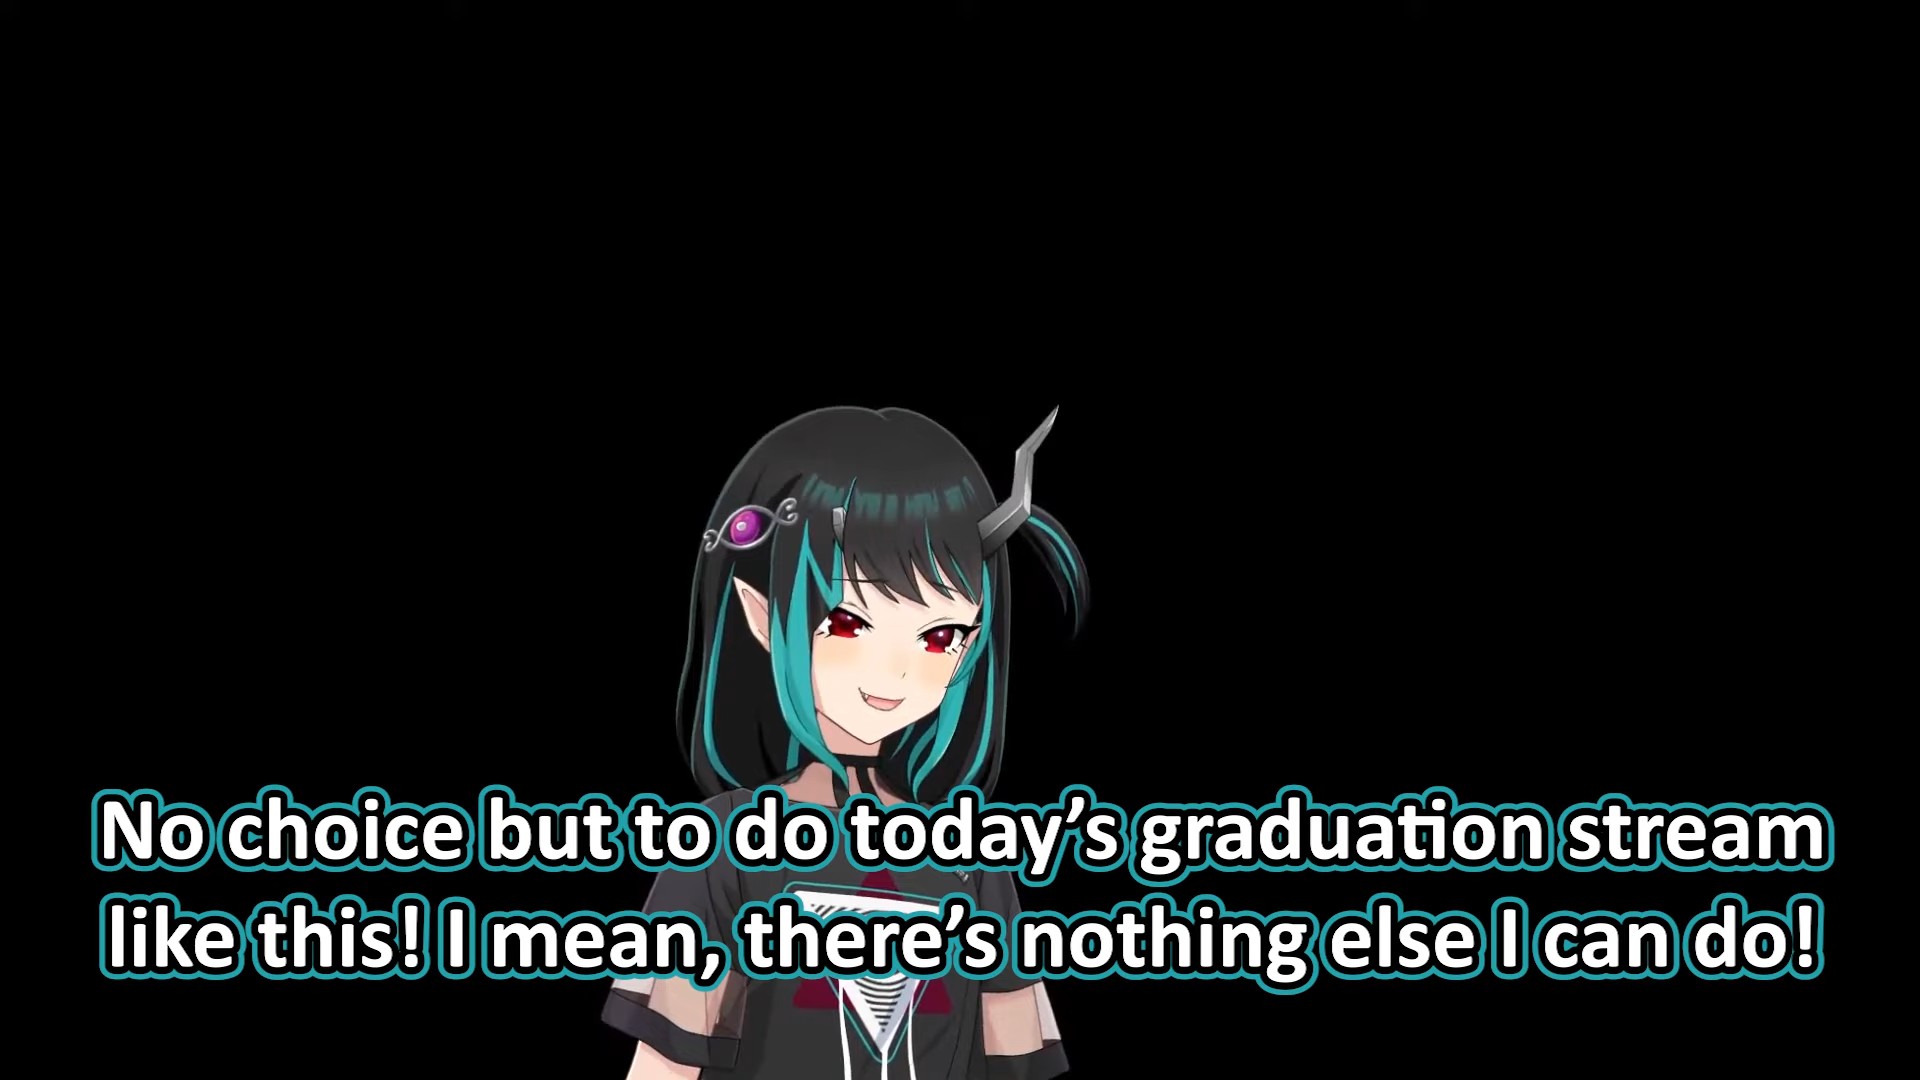 No choice but to do today’s graduation stream
like this! I mean, there’s nothing else I can do!